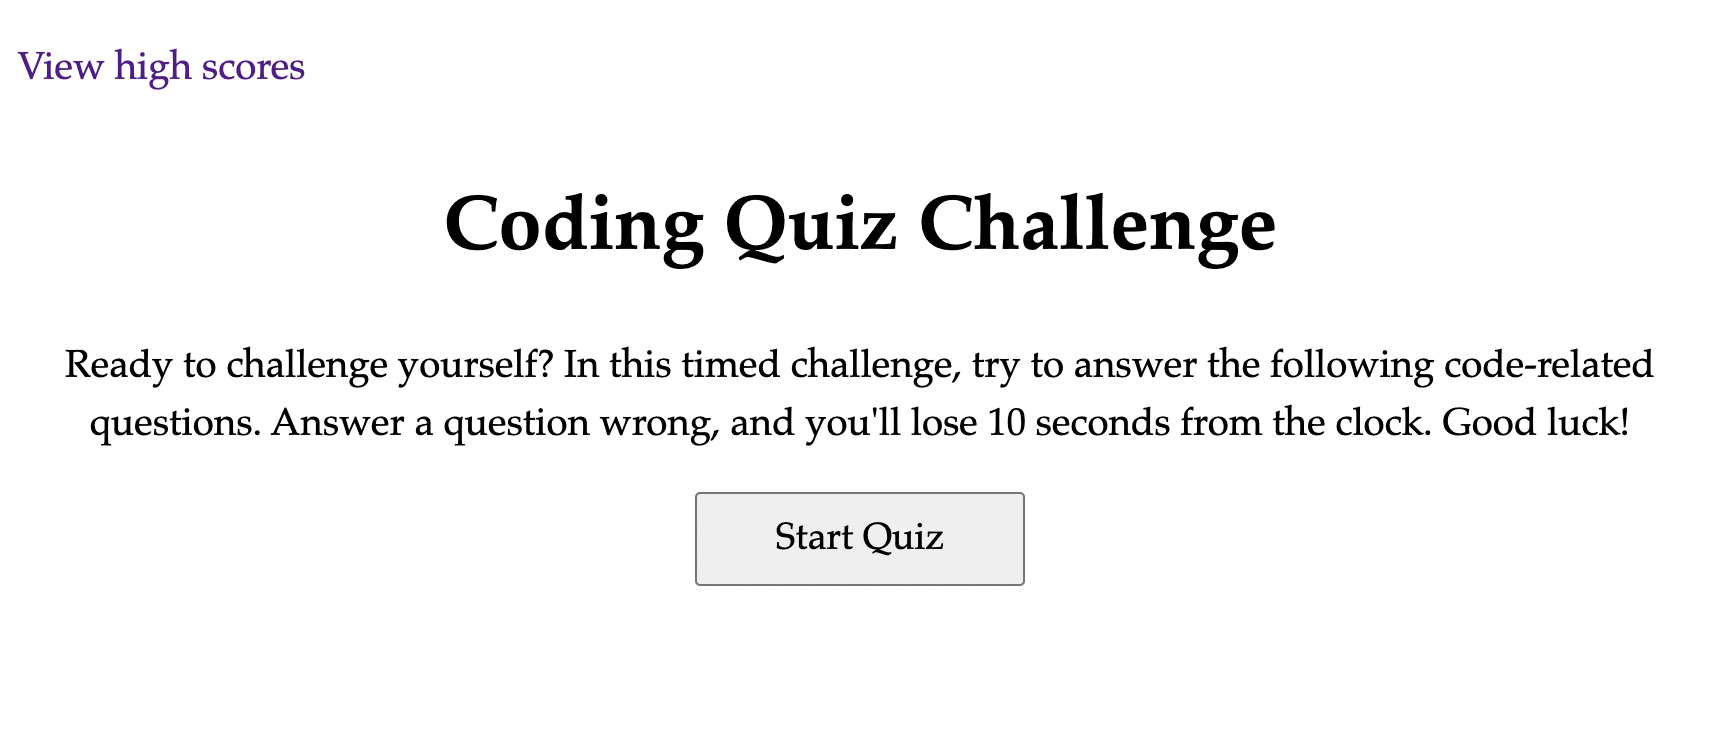 View high scores
Coding Quiz Challenge
Ready to challenge yourself? In this timed challenge, try to answer the following code-related
questions. Answer a question wrong, and you'll lose 10 seconds from the clock. Good luck!
Start Quiz